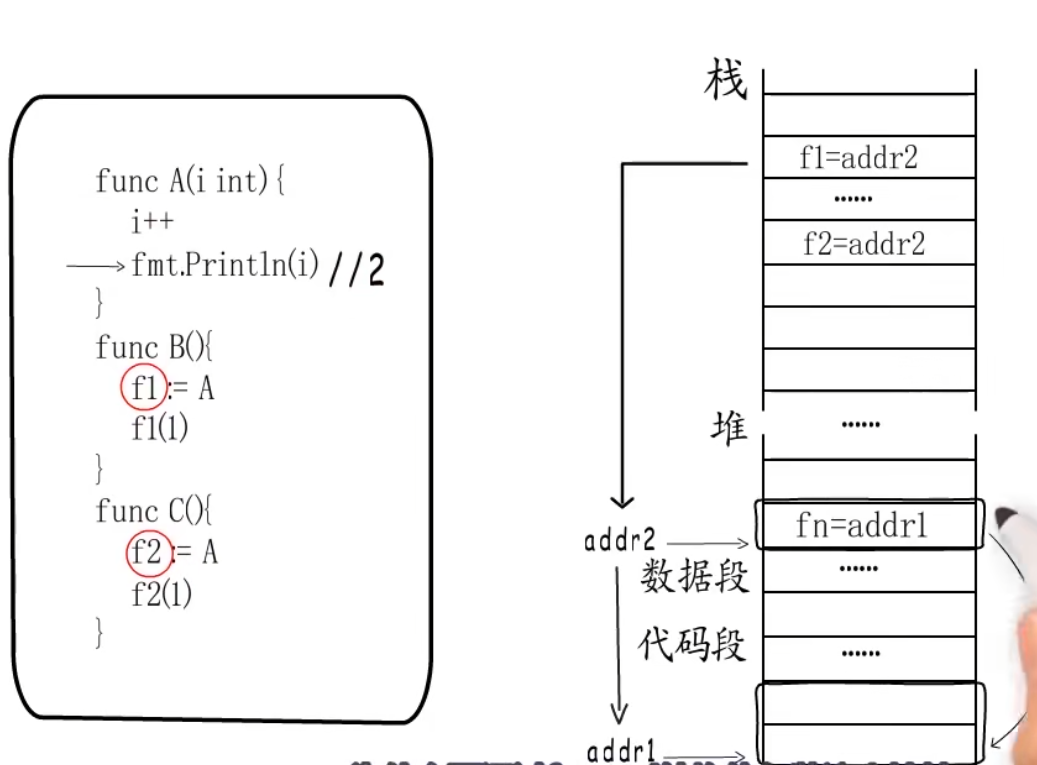 func A(i int) {
i++
fmt.Println(i) //2
}
func B(){
f1 := A
f1(1)
}
func C(){
f2 := A
f2(1)
}
栈
f1=addr2
······
f2=addr2
堆
······
fn=addr1
addr2
数据段
······
代码段
······
addr1